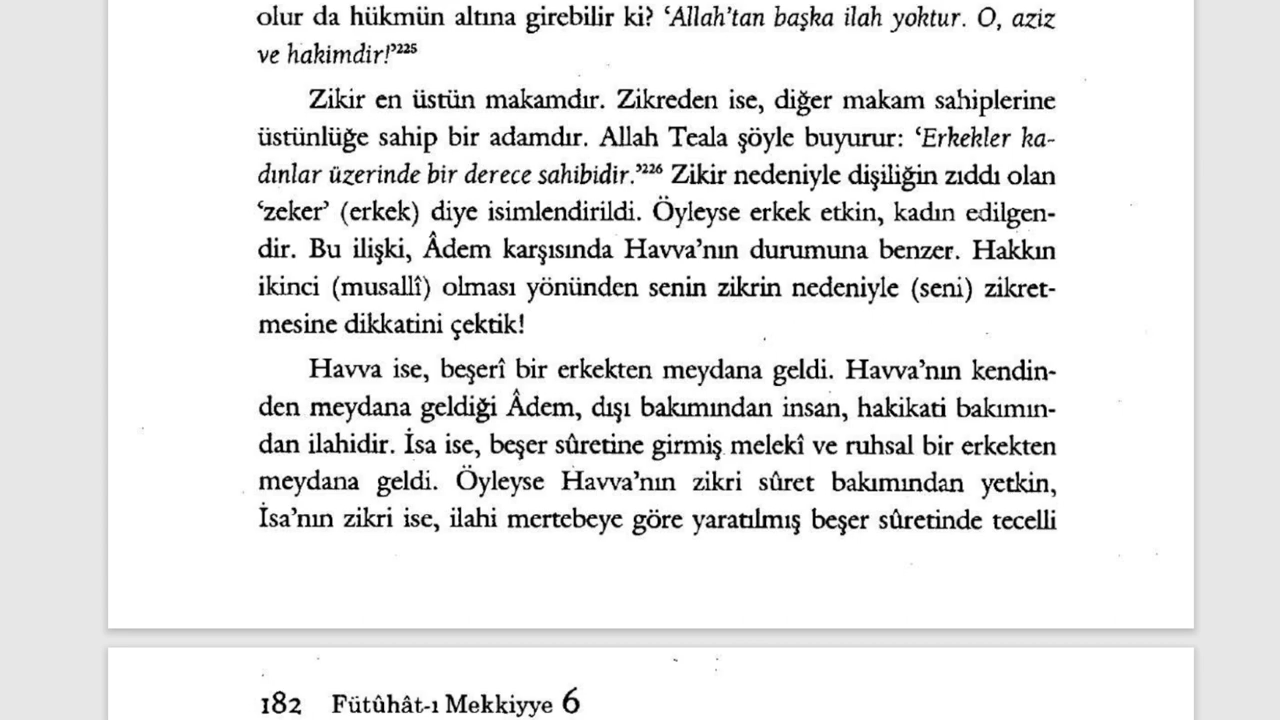 olur da hükmün altına girebilir ki? ‘Allah’tan başka ilah yoktur. O, aziz
ve hakimdir!’²²⁵
Zikir en üstün makamdır. Zikreden ise, diğer makam sahiplerine
üstünlüğe sahip bir adamdır. Allah Teala şöyle buyurur: ‘Erkekler ka-
dınlar üzerinde bir derece sahibidir.’²²⁶ Zikir nedeniyle dişiliğin zıddı olan
‘zeker’ (erkek) diye isimlendirildi. Öyleyse erkek etkin, kadın edilgen-
dir. Bu ilişki, Âdem karşısında Havva’nın durumuna benzer. Hakkın
ikinci (musallî) olması yönünden senin zikrin nedeniyle (seni) zikret-
mesine dikkatini çektik!
Havva ise, beşerî bir erkekten meydana geldi. Havva’nın kendin-
den meydana geldiği Âdem, dışı bakımından insan, hakikati bakımın-
dan ilahidir. İsa ise, beşer sûretine girmiş melekî ve ruhsal bir erkekten
meydana geldi. Öyleyse Havva’nın zikri sûret bakımından yetkin,
İsa’nın zikri ise, ilahi mertebeye göre yaratılmış beşer sûretinde tecelli
182 Fütûhât-ı Mekkiyye 6